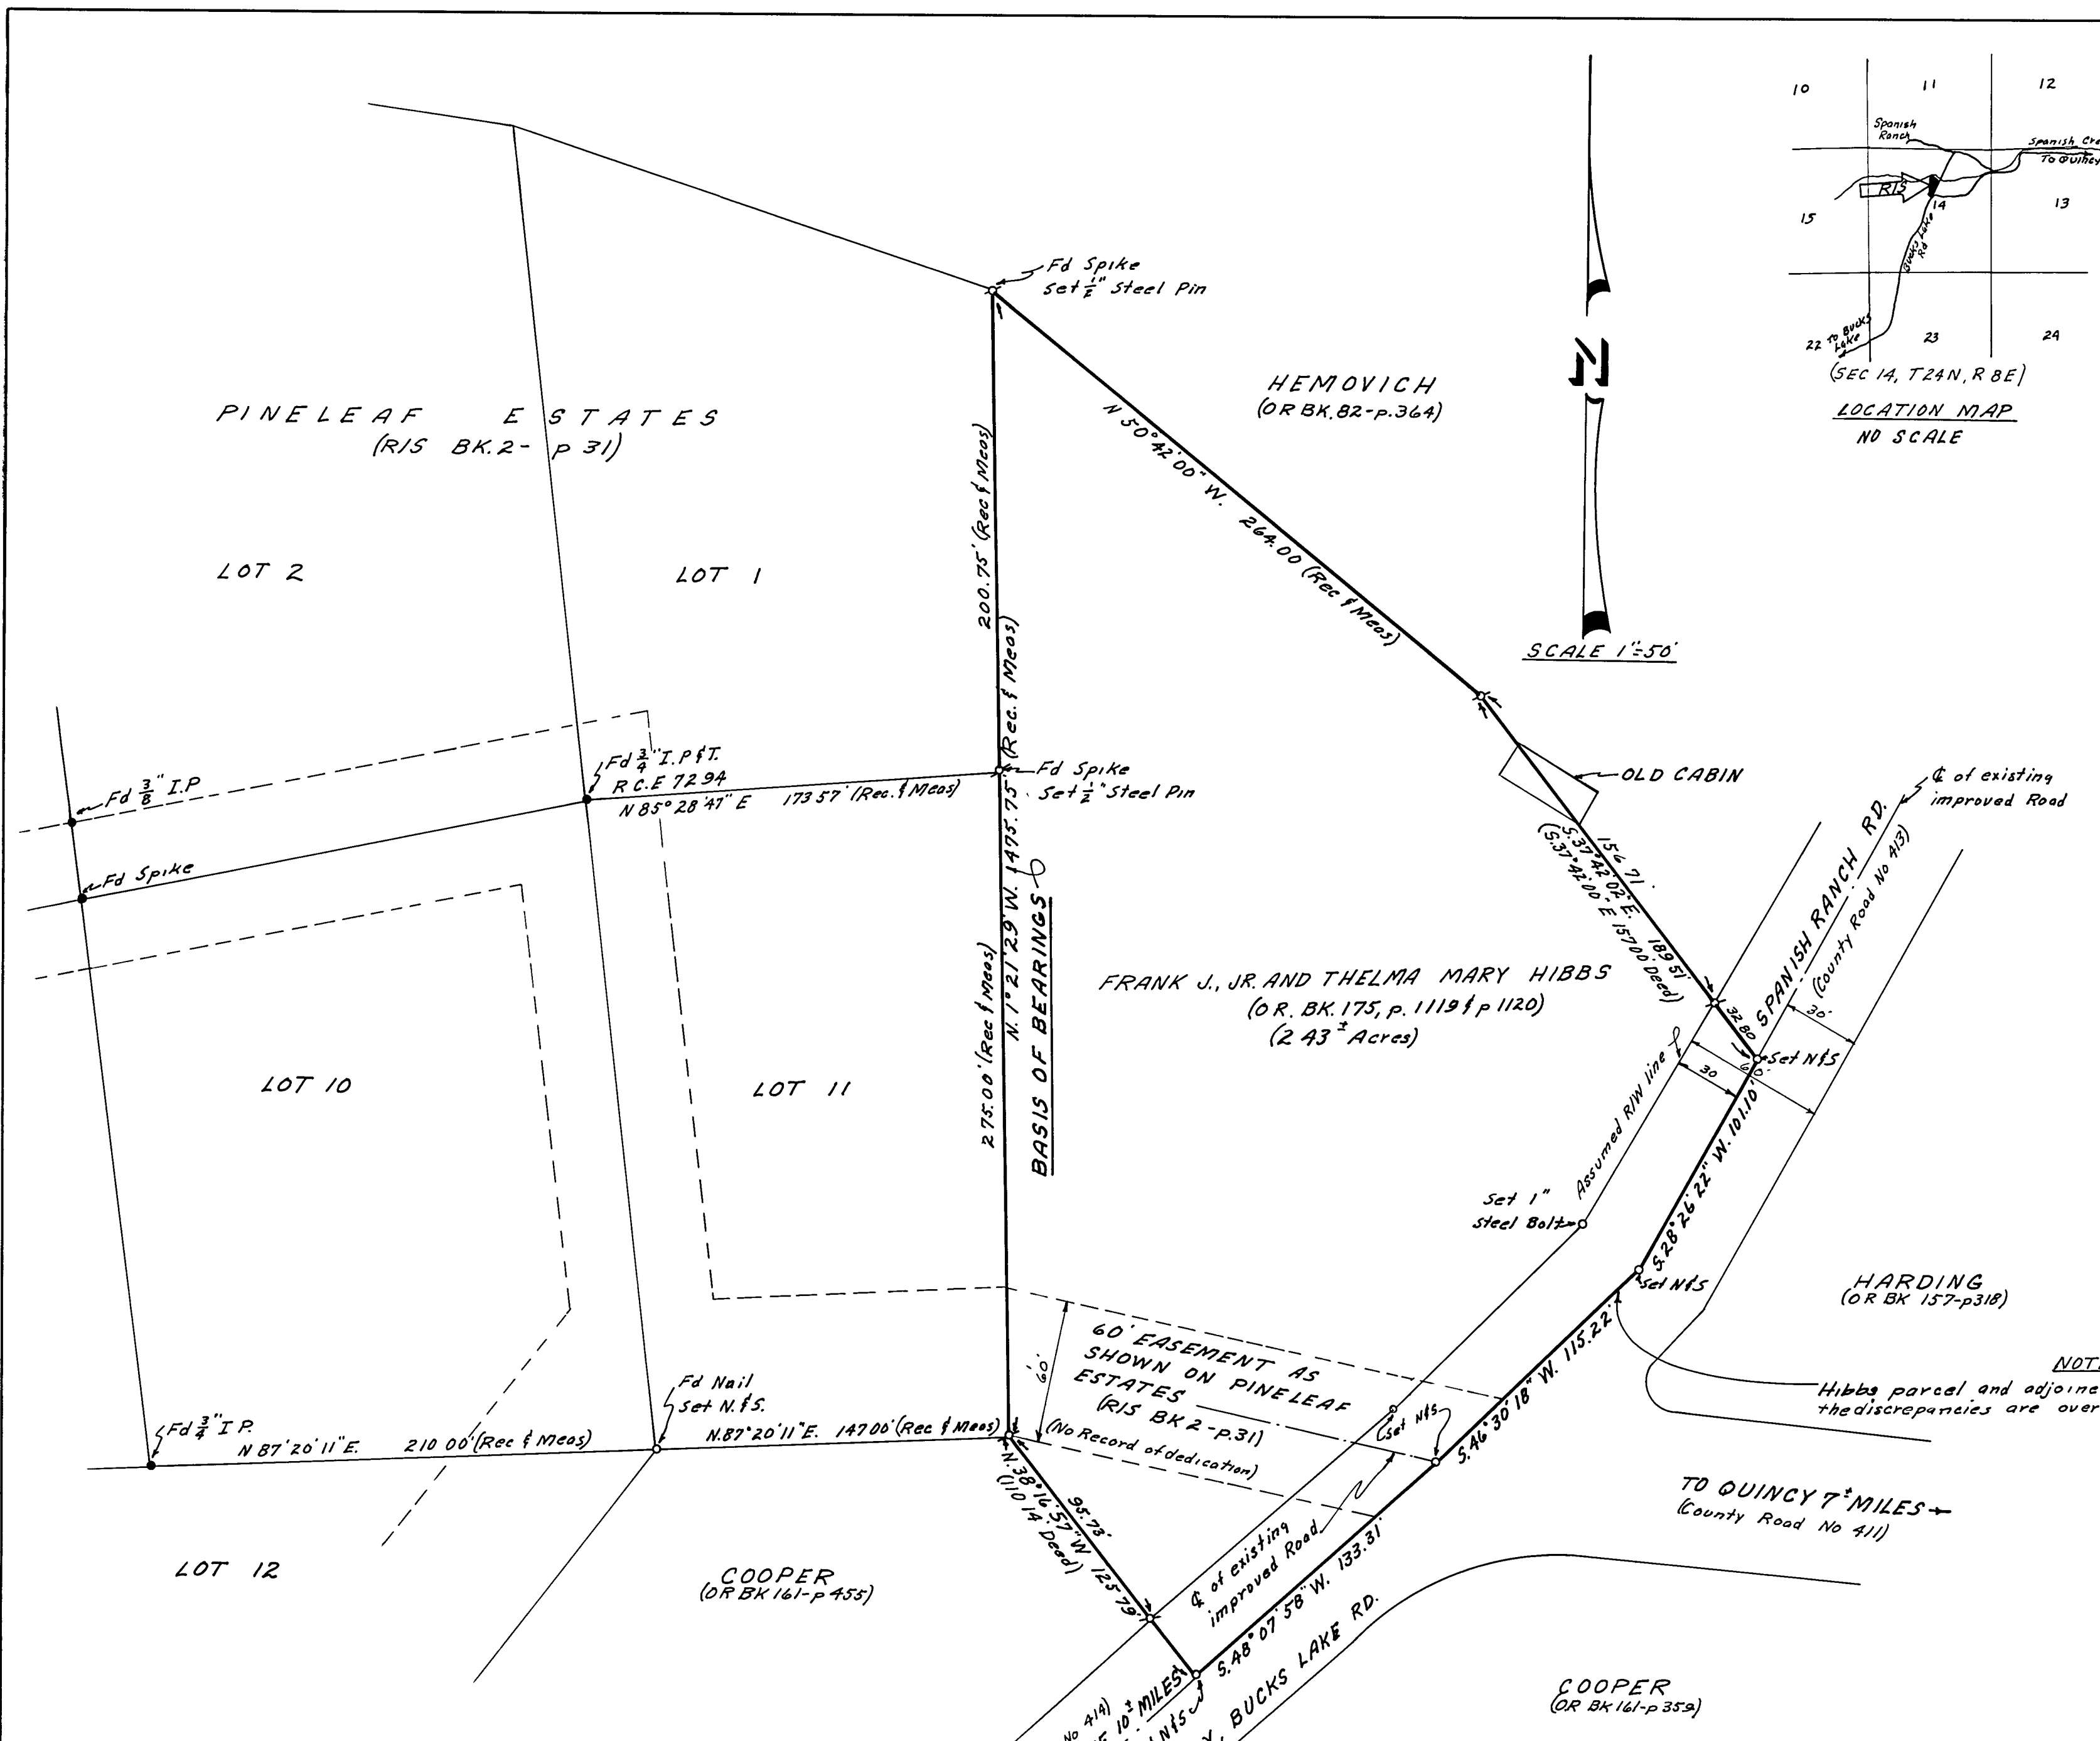 10
11
12
Spanish
Ranch
Spanish Cre
To Quincy
R/S
15
14
13
Bucks Lake
Rd
22
To Bucks
Lake
23
24
(SEC 14, T24N, R 8E)
LOCATION MAP
NO SCALE
N
SCALE 1"=50'
Fd Spike
Set 1/2" Steel Pin
HEMOVICH
(OR BK. 82-p.364)
PINELEAF ESTATES
(R/S BK. 2- p 31)
N 50°42'00" W. 264.00 (Rec & Meas)
200.75' (Rec & Meas)
LOT 2
LOT 1
Fd 3/8" I.P
Fd 3/4" I.P & T.
R.C.E 7294
N 85°28'47" E 173 57' (Rec. & Meas)
Fd Spike
Set 1/2" Steel Pin
Fd Spike
N. 1°21'29" W. 1475.75' (Rec. & Meas)
BASIS OF BEARINGS
275.00' (Rec & Meas)
OLD CABIN
₵ of existing
improved Road
156 71'
S.37°42'02" E. 189 51'
(S.37°42'00" E 157 00' Deed)
SPANISH RANCH RD.
(County Road No 413)
32 80
30'
Set N&S
60'
30
Assumed R/W line
FRANK J., JR. AND THELMA MARY HIBBS
(O R. BK. 175, p. 1119 & p 1120)
(2 43 ± Acres)
LOT 10
LOT 11
S. 28°26'22" W. 101.10'
Set 1"
Steel Bolt
Set N&S
HARDING
(OR BK 157-p318)
NOT
Hibbs parcel and adjoine
the discrepancies are over
S. 46°30'18" W. 115.22'
60'
60' EASEMENT AS
SHOWN ON PINELEAF
ESTATES
(R/S BK 2 -p.31)
(No Record of dedication)
Set N&S
Fd Nail
Set N. & S.
Fd 3/4" I P.
N 87°20'11" E. 210 00' (Rec & Meas)
N.87°20'11" E. 147 00' (Rec & Meas)
95.73'
N.38°16'57" W 125 79'
(110 14' Deed)
₵ of existing
improved Road
S. 48°07'58" W. 133.31'
TO QUINCY 7± MILES
(County Road No 411)
LOT 12
COOPER
(OR BK 161-p 455)
BUCKS LAKE RD.
COOPER
(OR BK 161-p 359)
No 414)
10± MILES
N&S